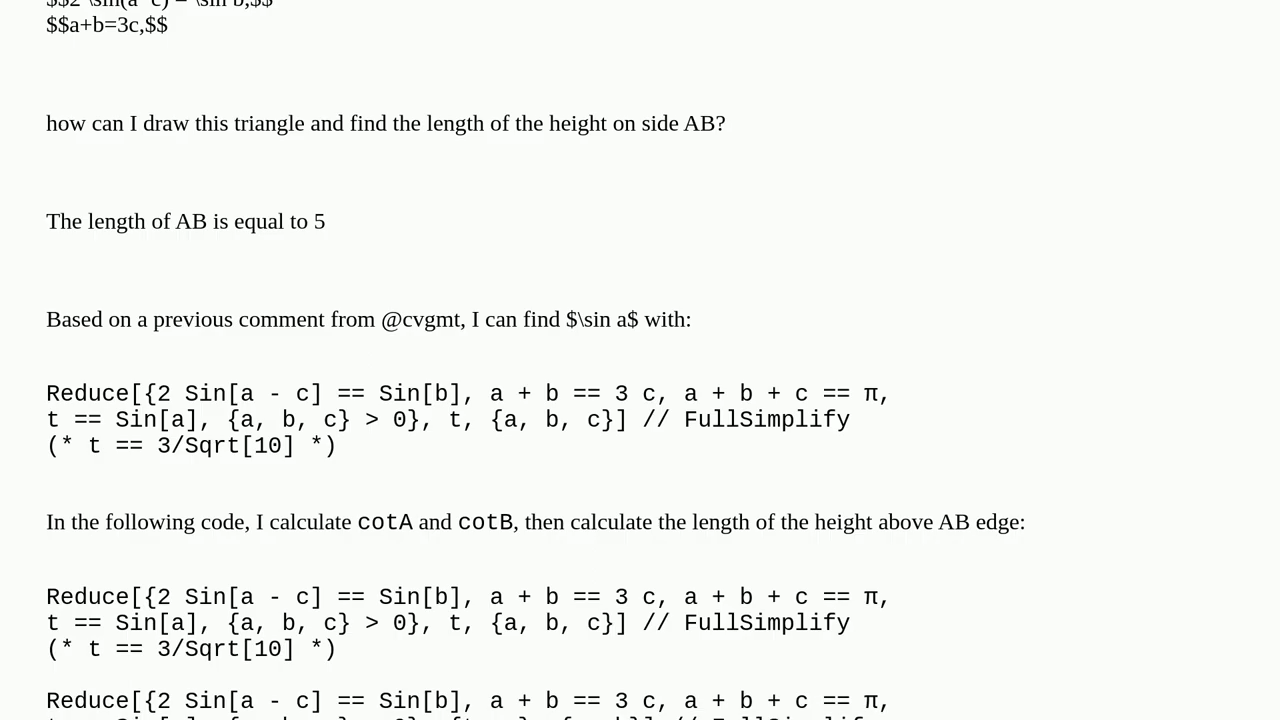 $$2 \sin(a-c) = \sin b,$$
$$a+b=3c,$$
how can I draw this triangle and find the length of the height on side AB?
The length of AB is equal to 5
Based on a previous comment from @cvgmt, I can find $\sin a$ with:
Reduce[{2 Sin[a - c] == Sin[b], a + b == 3 c, a + b + c == π,
t == Sin[a], {a, b, c} > 0}, t, {a, b, c}] // FullSimplify
(* t == 3/Sqrt[10] *)
In the following code, I calculate cotA and cotB, then calculate the length of the height above AB edge:
Reduce[{2 Sin[a - c] == Sin[b], a + b == 3 c, a + b + c == π,
t == Sin[a], {a, b, c} > 0}, t, {a, b, c}] // FullSimplify
(* t == 3/Sqrt[10] *)
Reduce[{2 Sin[a - c] == Sin[b], a + b == 3 c, a + b + c == π,